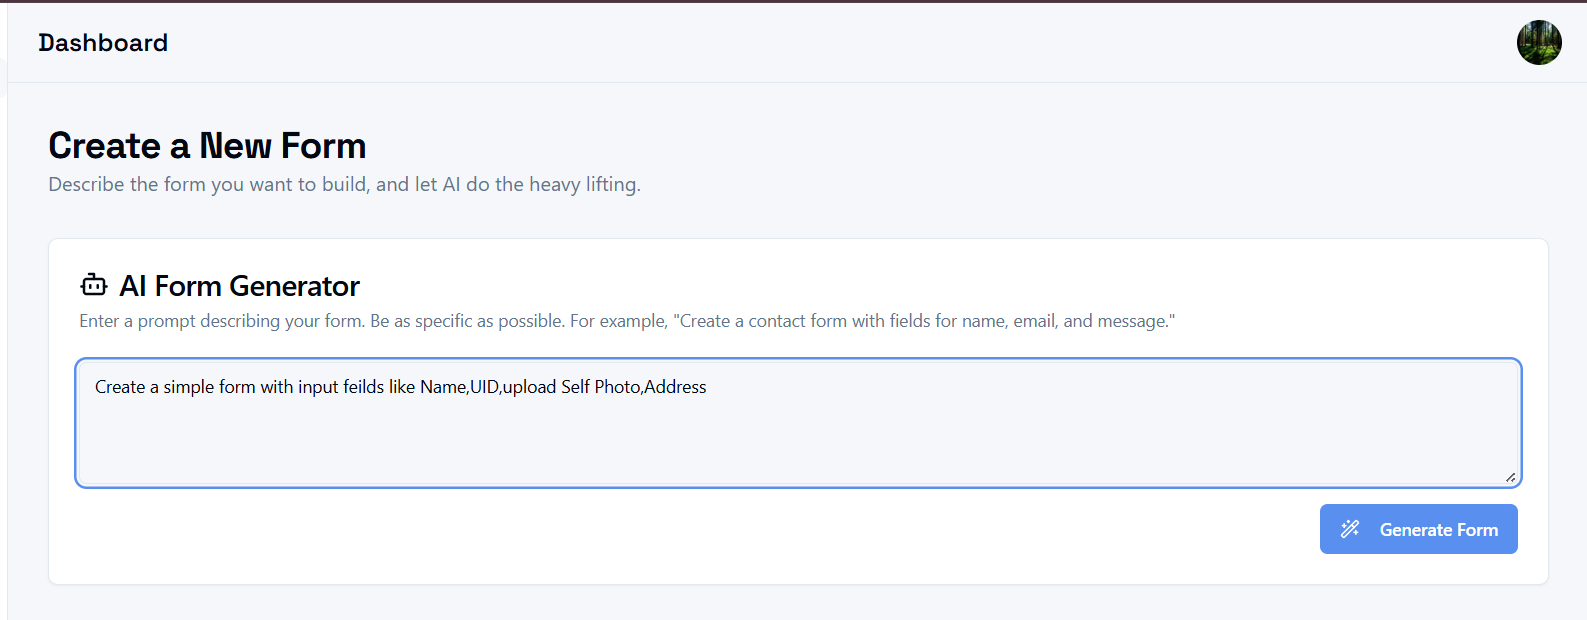 Dashboard
Create a New Form
Describe the form you want to build, and let AI do the heavy lifting.
AI Form Generator
Enter a prompt describing your form. Be as specific as possible. For example, "Create a contact form with fields for name, email, and message."
Create a simple form with input feilds like Name,UID,upload Self Photo,Address
Generate Form